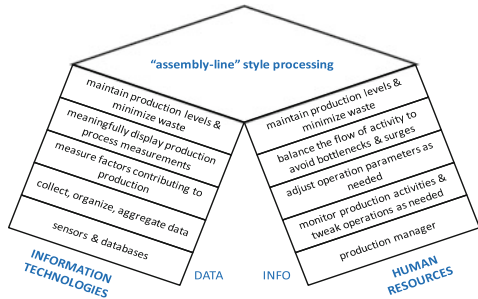 “assembly-line” style processing
maintain production levels &
minimize waste
meaningfully display production
process measurements
measure factors contributing to
production
collect, organize, aggregate data
sensors & databases
INFORMATION
TECHNOLOGIES
DATA
maintain production levels &
minimize waste
balance the flow of activity to
avoid bottlenecks & surges
adjust operation parameters as
needed
monitor production activities &
tweak operations as needed
production manager
INFO
HUMAN
RESOURCES